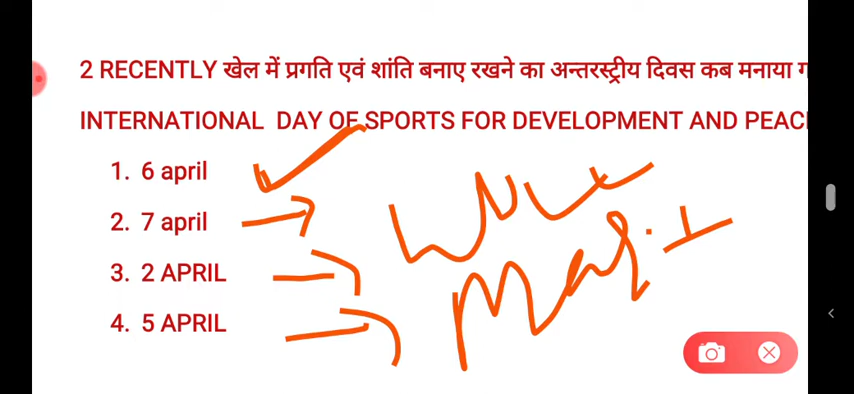 2 RECENTLY खेल में प्रगति एवं शांति बनाए रखने का अन्तरस्ट्रीय दिवस कब मनाया
INTERNATIONAL DAY OF SPORTS FOR DEVELOPMENT AND
1. 6 april
2. 7 april
3. 2 APRIL
4. 5 APRIL